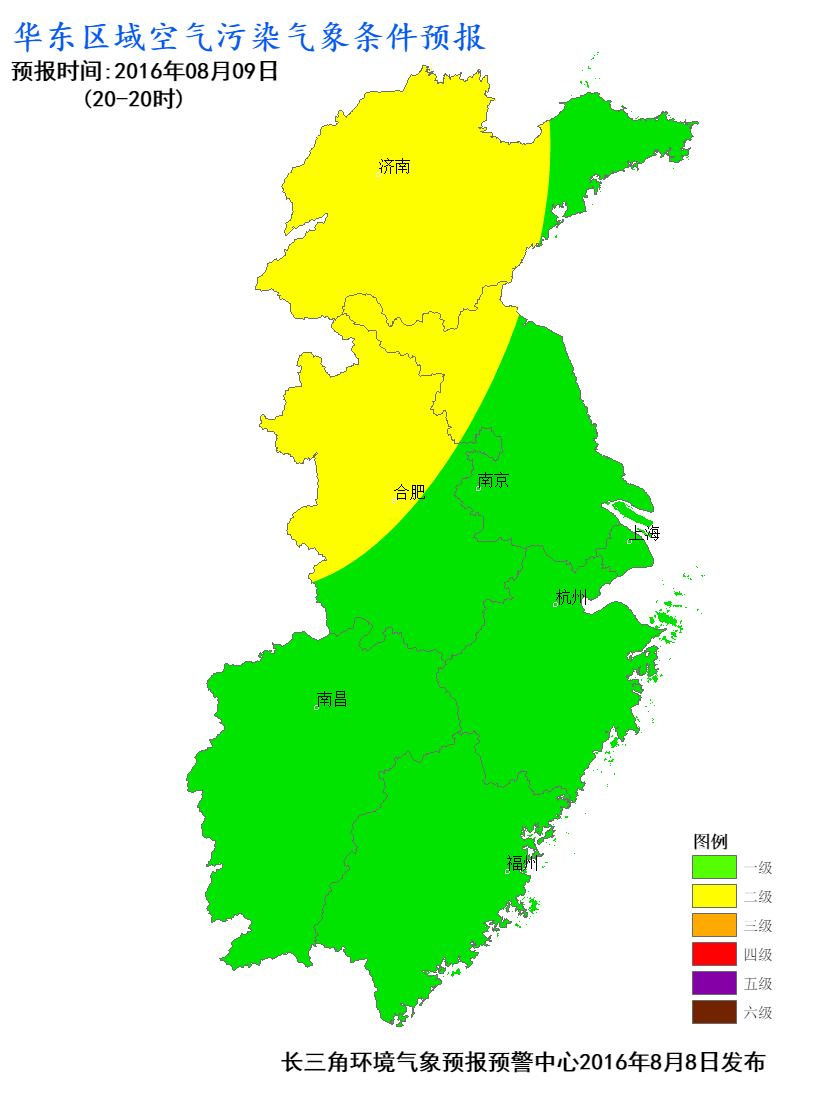 华东区域空气污染气象条件预报
预报时间:2016年08月09日
(20-20时)
济南
合肥
南京
上海
杭州
南昌
福州
图例
一级
二级
三级
四级
五级
六级
长三角环境气象预报预警中心2016年8月8日发布